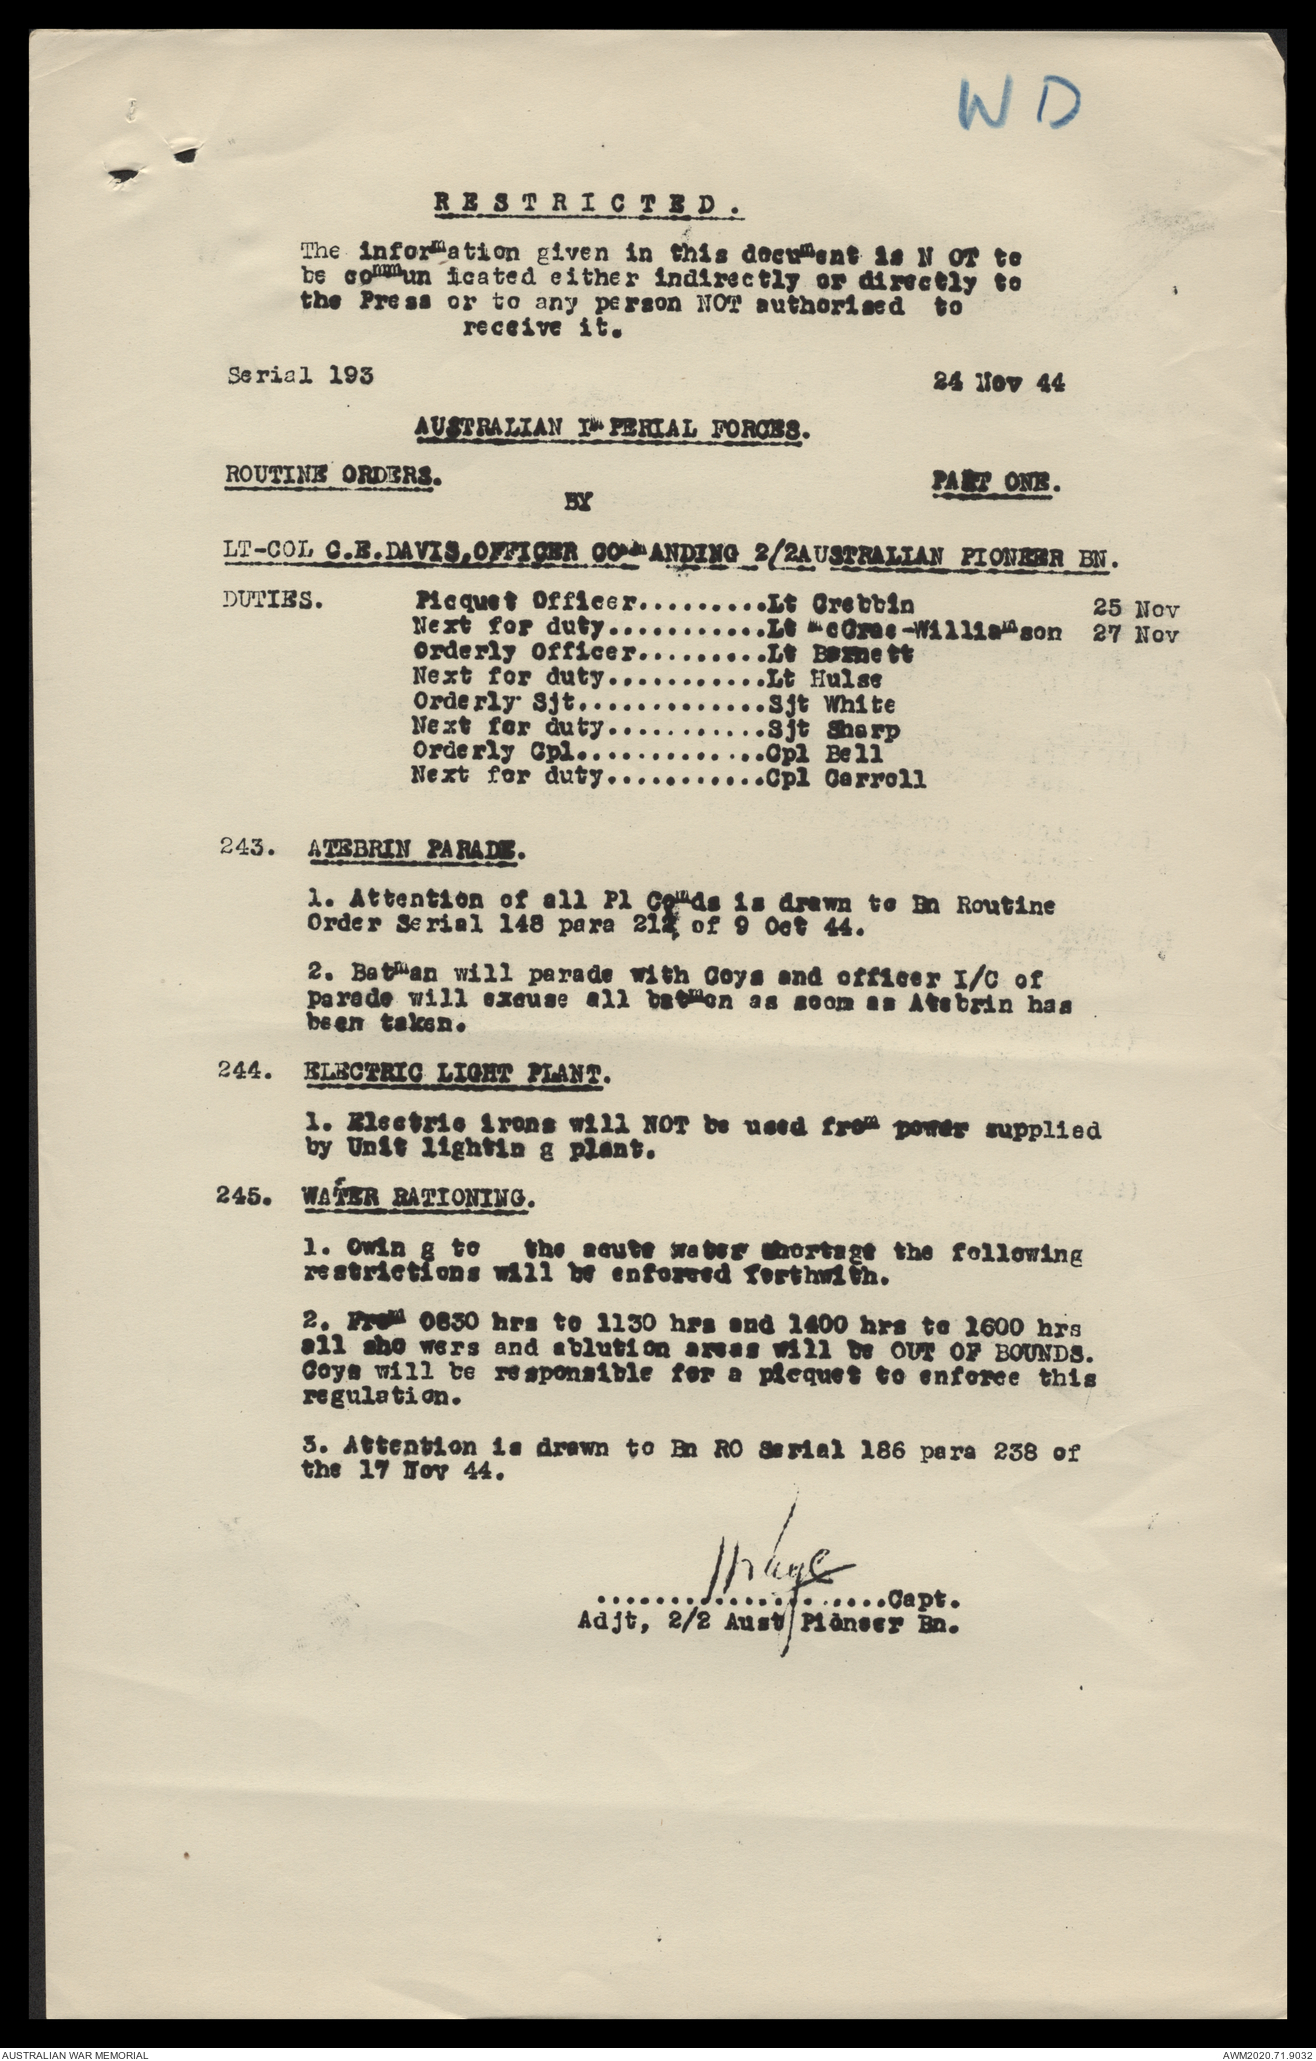 WD
RESTRICTED.
The information given in this document is N OT to
be commun icated either indirectly or directly to
the Press or to any person NOT authorised to
receive it.
Serial 193 24 Nov 44
AUSTRALIAN Im PERIAL FORCES.
ROUTINE ORDERS. PART ONE.
BY
LT-COL C.E.DAVIS,OFFICER COmmANDING 2/2AUSTRALIAN PIONEER BN.
DUTIES. Picquet Officer.........Lt Crebbin 25 Nov
Next for duty...........Lt mcCrae-Williamson 27 Nov
Orderly Officer.........Lt Barnett
Next for duty...........Lt Hulse
Orderly Sjt.............Sjt White
Next for duty...........Sjt Sharp
Orderly Cpl.............Cpl Bell
Next for duty...........Cpl Carroll
243. ATEBRIN PARADE.
1. Attention of all Pl Comds is drawn to Bn Routine
Order Serial 148 para of 9 Oct 44.
2. Batman will parade with Coys and officer I/C of
parade will excuse all batmen as soom as Atebrin has
been taken.
244. ELECTRIC LIGHT PLANT.
1. Electric irons will NOT be used from power supplied
by Unit lightin g plant.
245. WATER RATIONING.
1. Owin g to the acute water shortage the following
restrictions will be enforced forthwith.
2. From 0830 hrs to 1130 hrs and 1400 hrs to 1600 hrs
all sho wers and ablution areas will be OUT OF BOUNDS.
Coys will be responsible for a picquet to enforce this
regulation.
3. Attention is drawn to Bn RO Serial 186 para 238 of
the 17 Nov 44.
....................Capt.
Adjt, 2/2 Aust Pioneer Bn.
AUSTRALIAN WAR MEMORIAL AWM2020.71.9032